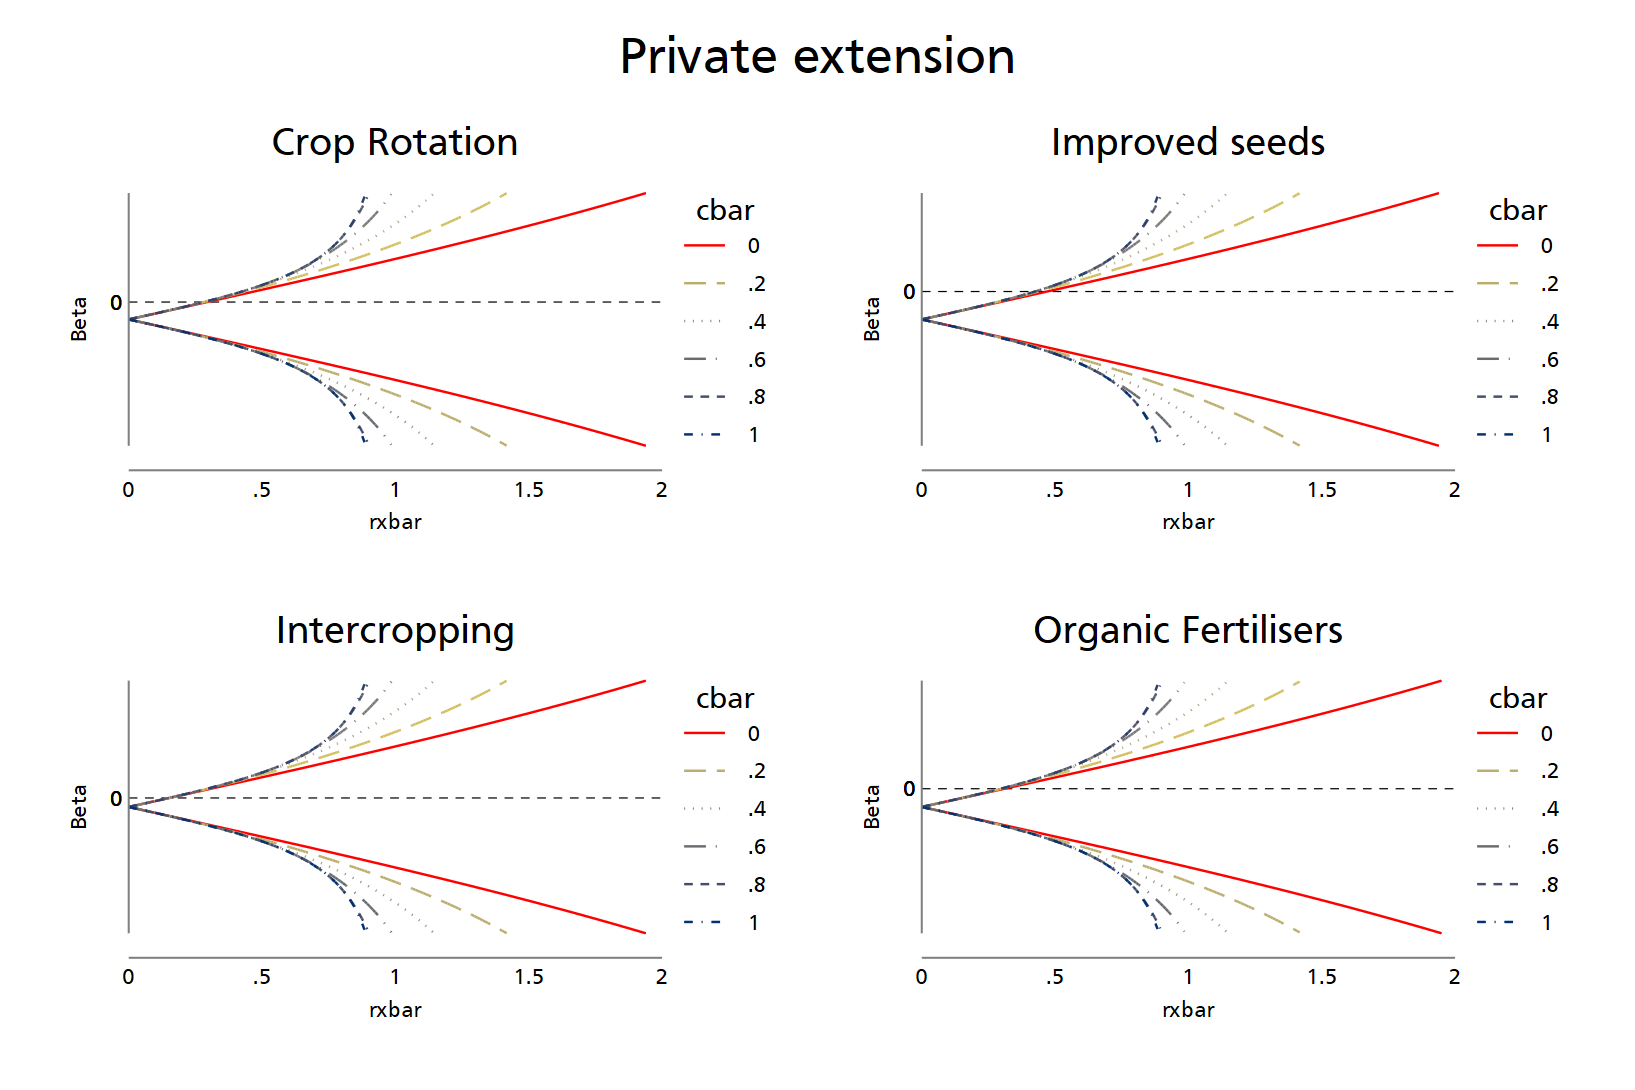 Private extension
Crop Rotation
Beta
0
0 .5 1 1.5 2
rxbar
cbar
0
.2
.4
.6
.8
1
Improved seeds
Beta
0
0 .5 1 1.5 2
rxbar
cbar
0
.2
.4
.6
.8
1
Intercropping
Beta
0
0 .5 1 1.5 2
rxbar
cbar
0
.2
.4
.6
.8
1
Organic Fertilisers
Beta
0
0 .5 1 1.5 2
rxbar
cbar
0
.2
.4
.6
.8
1